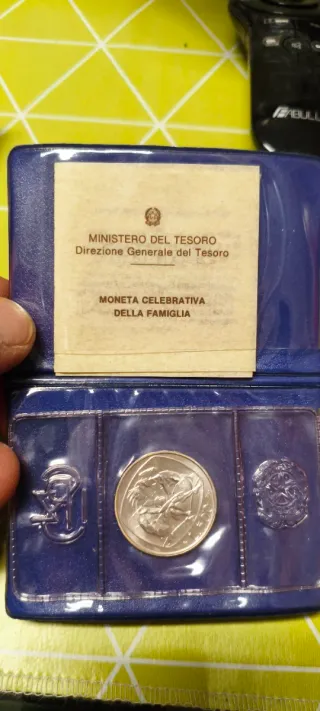 MINISTERO DEL TESORO
Direzione Generale del Tesoro
MONETA CELEBRATIVA
DELLA FAMIGLIA